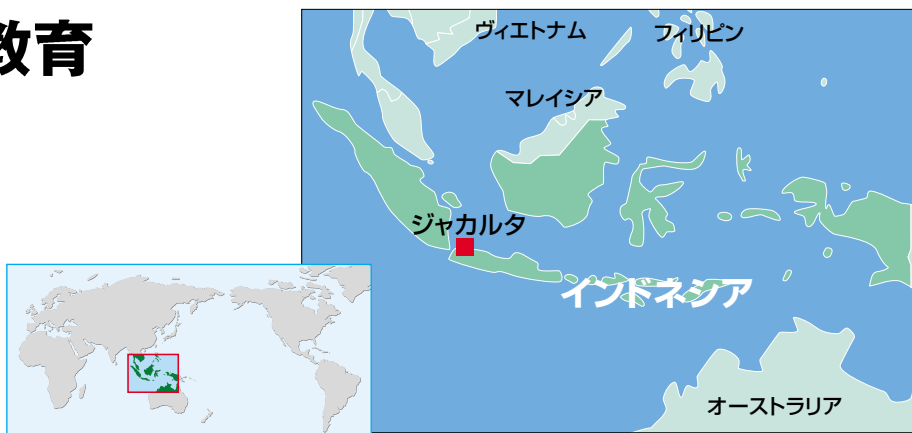 教育
ヴィエトナム
フィリピン
マレイシア
ジャカルタ
インドネシア
オーストラリア